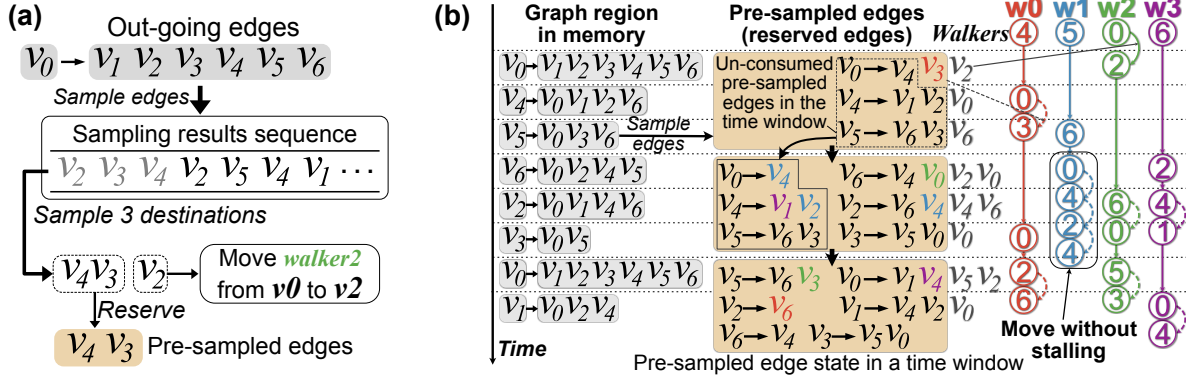 (a)
Out-going edges
v0 → v1 v2 v3 v4 v5 v6
Sample edges
Sampling results sequence
v2 v3 v4 v2 v5 v4 v1 ···
Sample 3 destinations
v4 v3 v2 → Move walker2
from v0 to v2
Reserve
v4 v3 Pre-sampled edges
(b)
Graph region
in memory
v0 → v1 v2 v3 v4 v5 v6
v4 → v0 v1 v2 v6
v5 → v0 v3 v6
Sample
edges
v6 → v0 v2 v4 v5
v2 → v0 v1 v4 v6
v3 → v0 v5
v0 → v1 v2 v3 v4 v5 v6
v1 → v0 v2 v4
Time
Pre-sampled edges
(reserved edges)
Un-consumed
pre-sampled
edges in the
time window
v0 → v4 v3 v2
v4 → v1 v2 v0
v5 → v6 v3 v6
v0 → v4 v6 → v4 v0 v2 v0
v4 → v1 v2 v2 → v6 v4 v4 v6
v5 → v6 v3 v3 → v5 v0 v0
v5 → v6 v3 v0 → v1 v4 v5 v2
v2 → v6 v1 → v4 v2 v0
v6 → v4 v3 → v5 v0
Pre-sampled edge state in a time window
Walkers
w0
4
0
3
0
2
6
w1
5
6
0
4
2
4
Move without
stalling
w2
0
2
6
0
5
3
w3
6
2
4
1
0
4